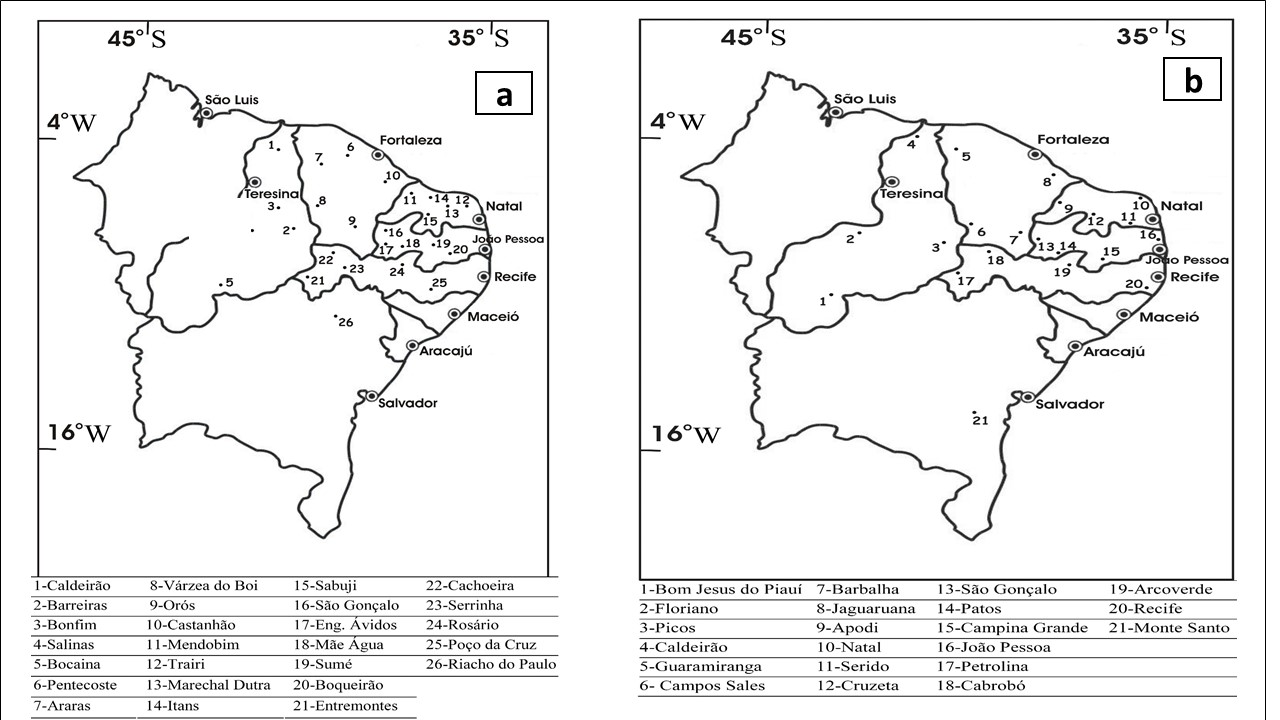 45° S
35° S
a
São Luis
4°W
Fortaleza
1
7
6
10
Teresina
3
8
11
14
12
13
Natal
2
9
15
16
João Pessoa
17
18
19
20
22
23
24
Recife
5
21
25
26
Maceió
Aracajú
Salvador
16°W
1-Caldeirão 8-Várzea do Boi 15-Sabuji 22-Cachoeira
2-Barreiras 9-Orós 16-São Gonçalo 23-Serrinha
3-Bonfim 10-Castanhão 17-Eng. Ávidos 24-Rosário
4-Salinas 11-Mendobim 18-Mãe Água 25-Poço da Cruz
5-Bocaina 12-Trairi 19-Sumé 26-Riacho do Paulo
6-Pentecoste 13-Marechal Dutra 20-Boqueirão
7-Araras 14-Itans 21-Entremontes
45° S
35° S
b
São Luis
4°W
Fortaleza
4
5
8
Teresina
9
10
12
11
Natal
2
3
6
7
13
14
15
16
João Pessoa
18
19
17
Recife
20
1
Maceió
Aracajú
Salvador
21
16°W
1-Bom Jesus do Piauí 7-Barbalha 13-São Gonçalo 19-Arcoverde
2-Floriano 8-Jaguaruana 14-Patos 20-Recife
3-Picos 9-Apodi 15-Campina Grande 21-Monte Santo
4-Caldeirão 10-Natal 16-João Pessoa
5-Guaramiranga 11-Serido 17-Petrolina
6- Campos Sales 12-Cruzeta 18-Cabrobó